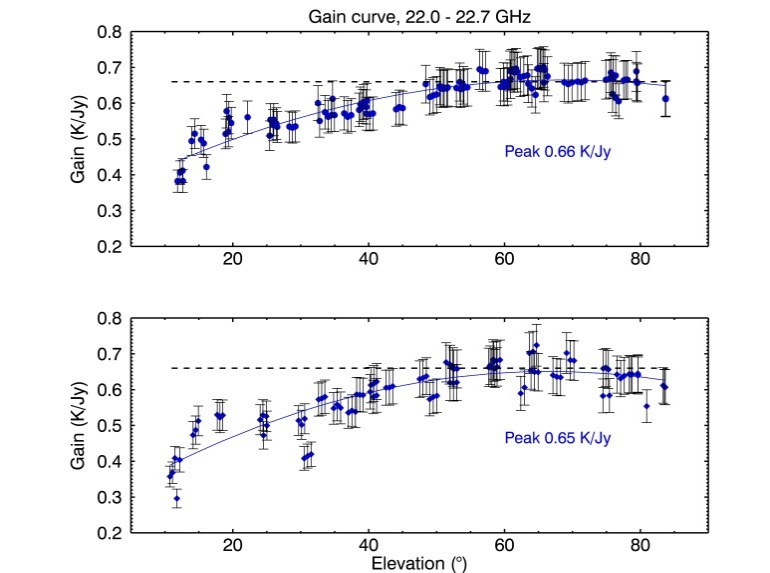 Gain curve, 22.0 - 22.7 GHz
0.8
0.7
0.6
0.5
0.4
0.3
0.2
Gain (K/Jy)
Peak 0.66 K/Jy
20 40 60 80
0.8
0.7
0.6
0.5
0.4
0.3
0.2
Gain (K/Jy)
Peak 0.65 K/Jy
20 40 60 80
Elevation (°)